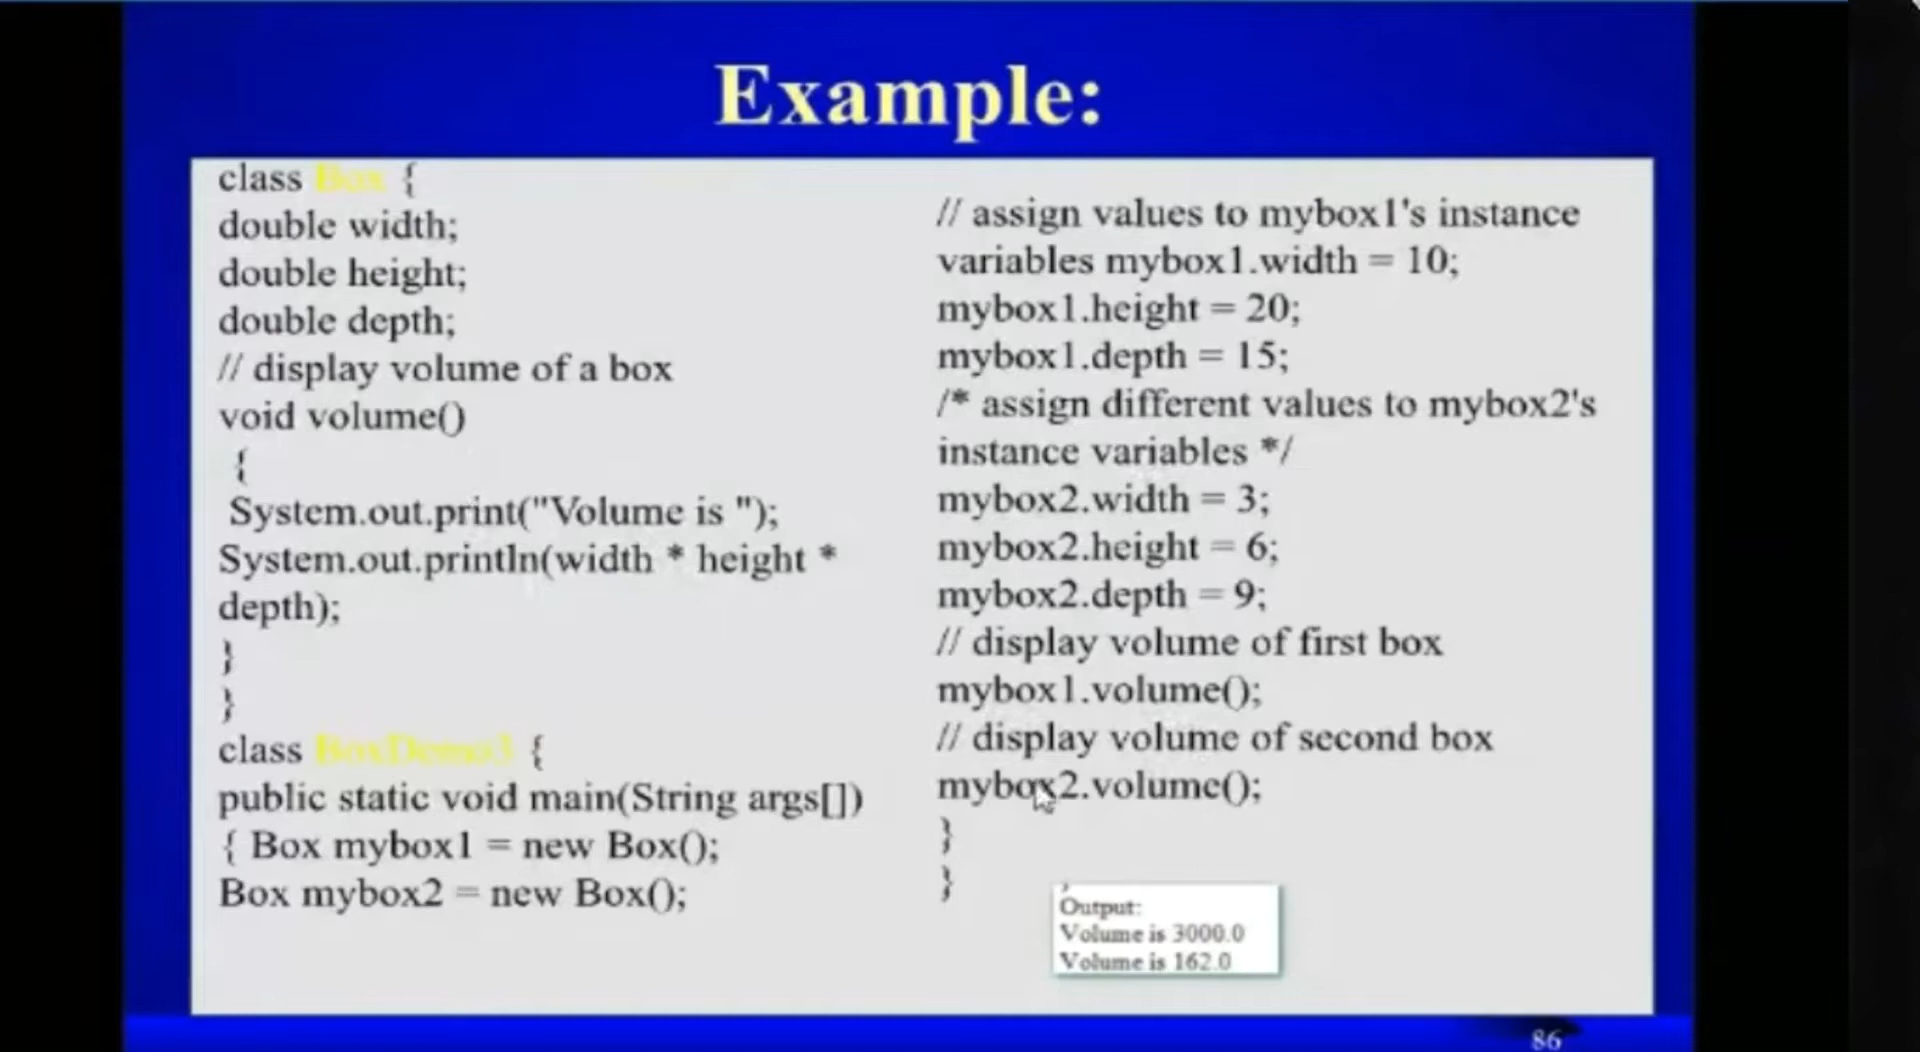 Example:
class Box {
double width;
double height;
double depth;
// display volume of a box
void volume()
{
System.out.print("Volume is ");
System.out.println(width * height *
depth);
}
}
class BoxDemo3 {
public static void main(String args[])
{ Box mybox1 = new Box();
Box mybox2 = new Box();
// assign values to mybox1's instance
variables mybox1.width = 10;
mybox1.height = 20;
mybox1.depth = 15;
/* assign different values to mybox2's
instance variables */
mybox2.width = 3;
mybox2.height = 6;
mybox2.depth = 9;
// display volume of first box
mybox1.volume();
// display volume of second box
mybox2.volume();
}
}
Output:
Volume is 3000.0
Volume is 162.0
86